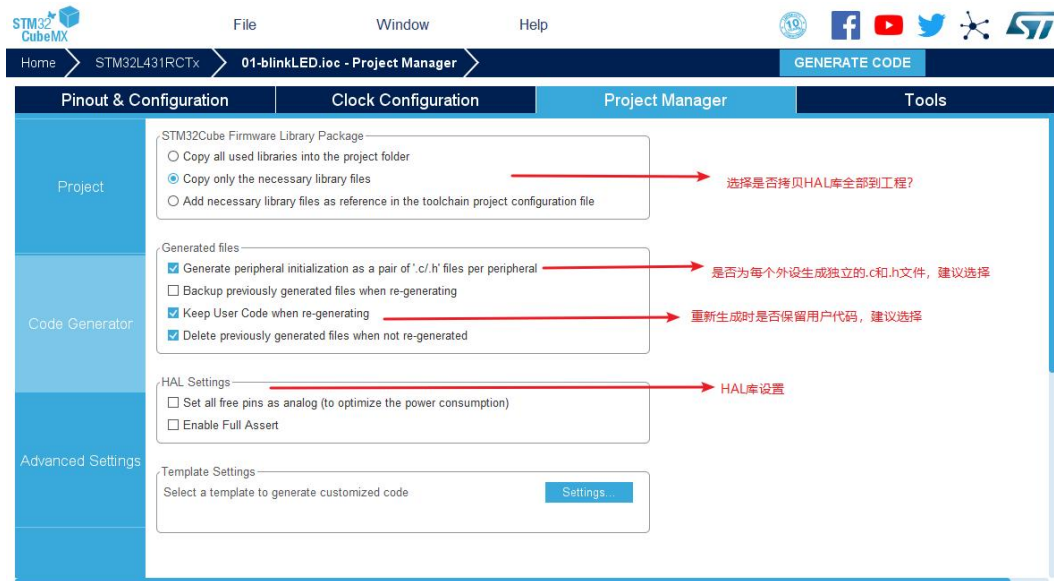 STM32
CubeMX
File
Window
Help
10
Home
STM32L431RCTx
01-blinkLED.ioc - Project Manager
GENERATE CODE
Pinout & Configuration
Clock Configuration
Project Manager
Tools
Project
Code Generator
Advanced Settings
STM32Cube Firmware Library Package
Copy all used libraries into the project folder
Copy only the necessary library files
选择是否拷贝HAL库全部到工程?
Add necessary library files as reference in the toolchain project configuration file
Generated files
Generate peripheral initialization as a pair of '.c/.h' files per peripheral
是否为每个外设生成独立的.c和.h文件，建议选择
Backup previously generated files when re-generating
Keep User Code when re-generating
重新生成时是否保留用户代码，建议选择
Delete previously generated files when not re-generated
HAL Settings
HAL库设置
Set all free pins as analog (to optimize the power consumption)
Enable Full Assert
Template Settings
Select a template to generate customized code
Settings...